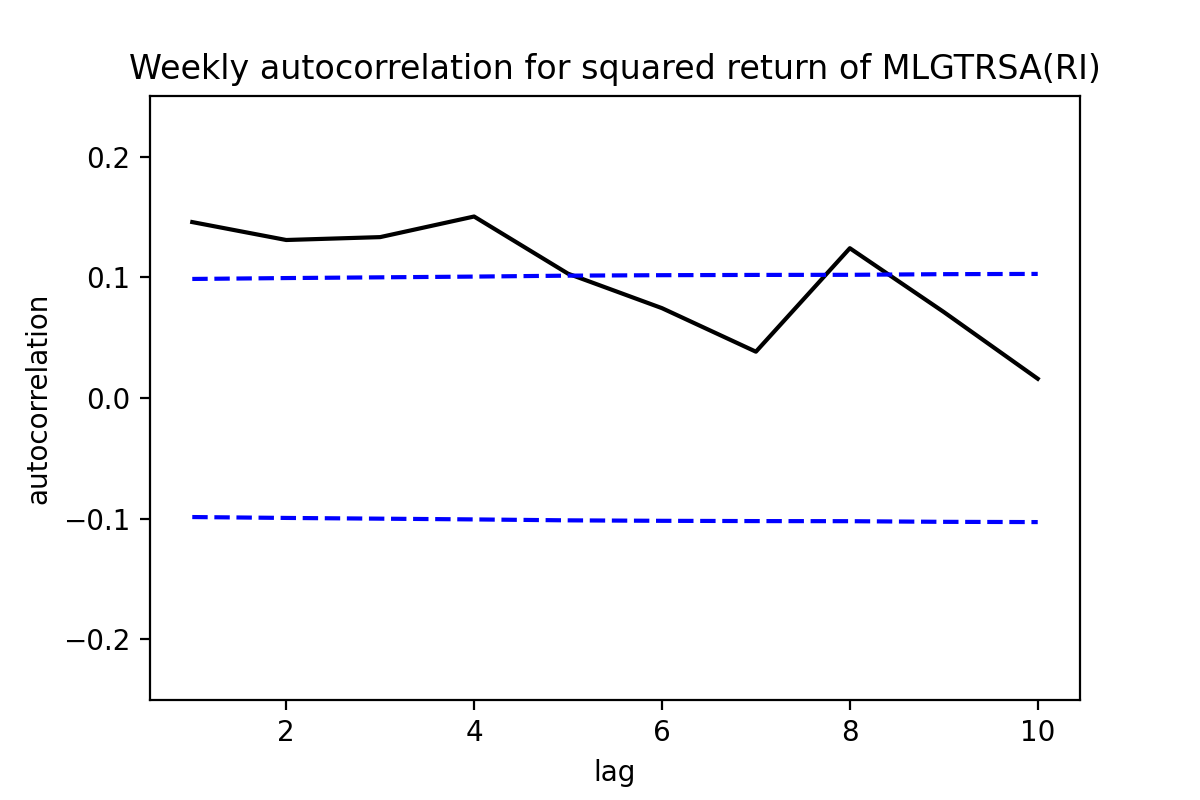 Weekly autocorrelation for squared return of MLGTRSA(RI)
0.2
0.1
0.0
−0.1
−0.2
autocorrelation
2 4 6 8 10
lag